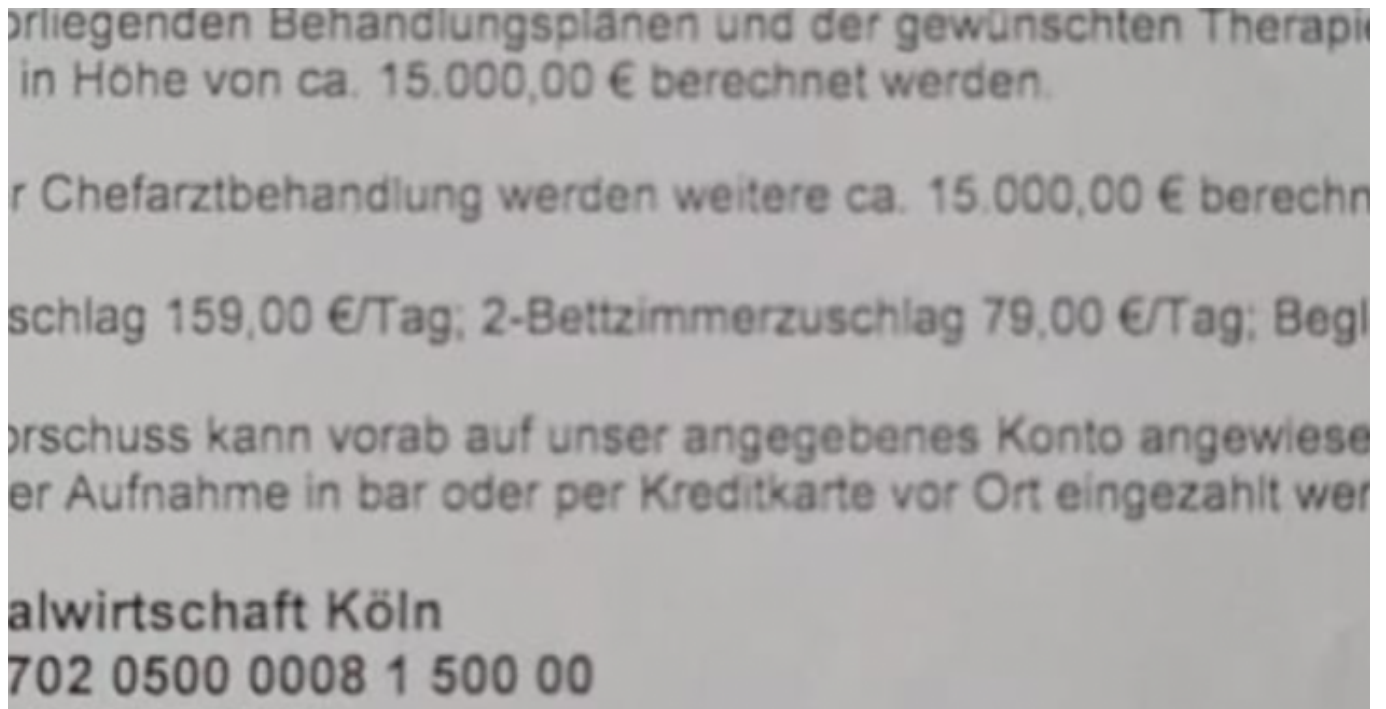 orliegenden Behandlungsplänen und der gewünschten Therapie
in Höhe von ca. 15.000,00 € berechnet werden.
r Chefarztbehandlung werden weitere ca. 15.000,00 € berechn
schlag 159,00 €/Tag; 2-Bettzimmerzuschlag 79,00 €/Tag; Begl
orschuss kann vorab auf unser angegebenes Konto angewiese
er Aufnahme in bar oder per Kreditkarte vor Ort eingezahlt wer
alwirtschaft Köln
702 0500 0008 1 500 00